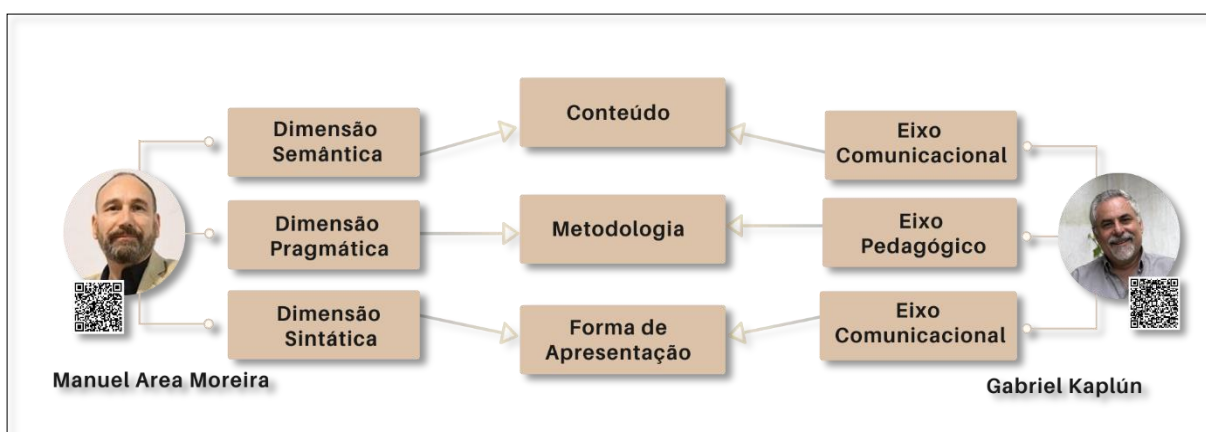 Dimensão
Semântica
Conteúdo
Eixo
Comunicacional
Dimensão
Pragmática
Metodologia
Eixo
Pedagógico
Dimensão
Sintática
Forma de
Apresentação
Eixo
Comunicacional
Manuel Area Moreira
Gabriel Kaplún